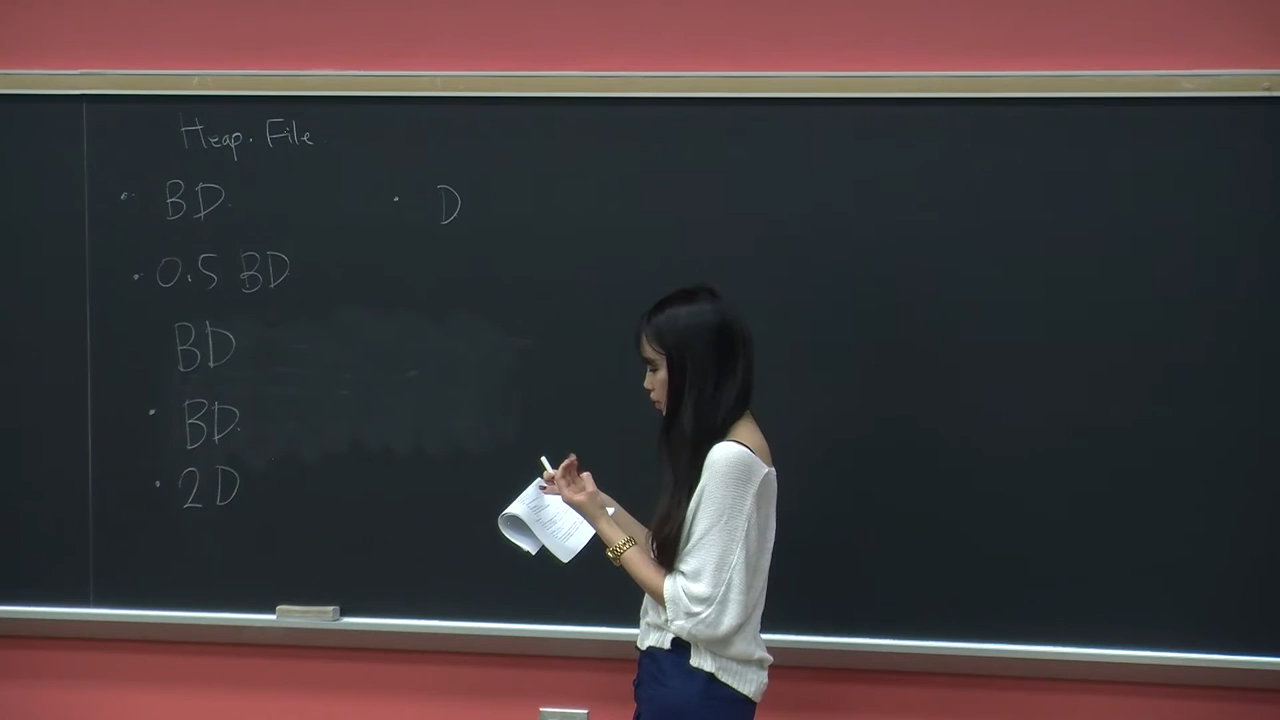 Heap. File
· BD. · D
· 0.5 BD
BD
· BD.
· 2D